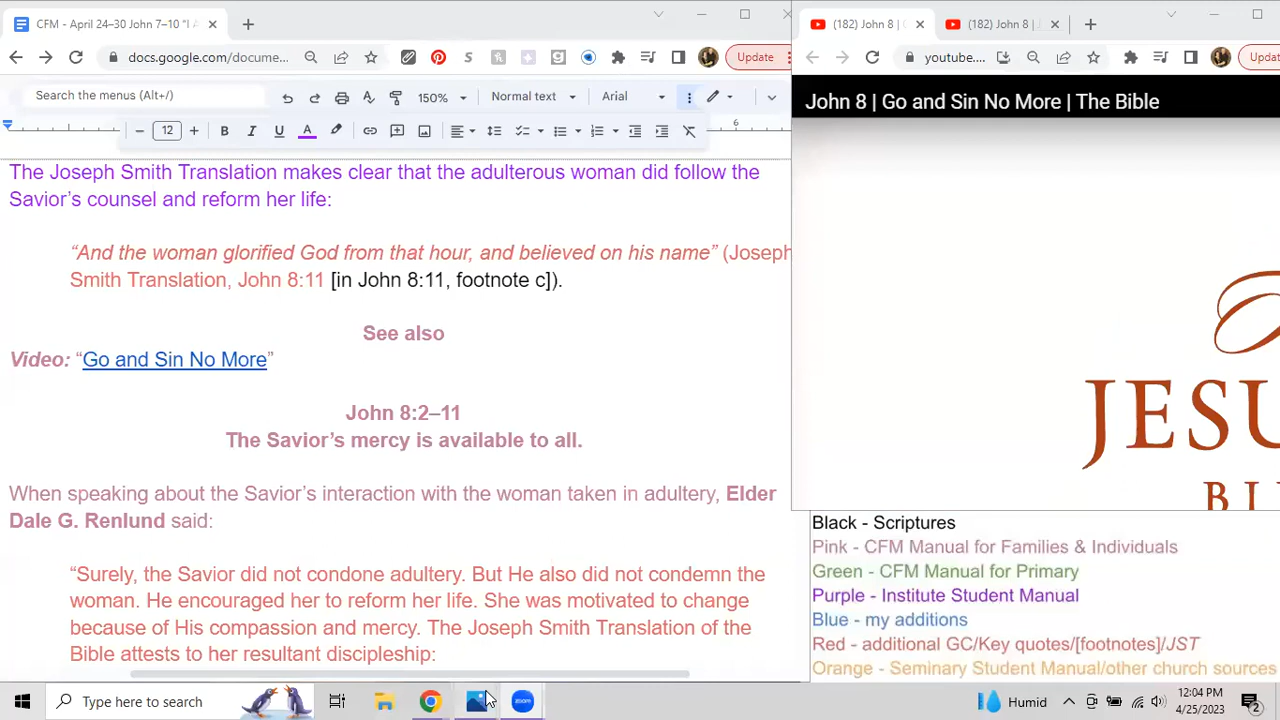 CFM - April 24–30 John 7–10 "I A
docs.google.com/docume...
Update
Search the menus (Alt+/)
150%
Normal text
Arial
12
B I U A
6
The Joseph Smith Translation makes clear that the adulterous woman did follow the
Savior's counsel and reform her life:
“And the woman glorified God from that hour, and believed on his name” (Joseph
Smith Translation, John 8:11 [in John 8:11, footnote c]).
See also
Video: “Go and Sin No More”
John 8:2–11
The Savior’s mercy is available to all.
When speaking about the Savior’s interaction with the woman taken in adultery, Elder
Dale G. Renlund said:
“Surely, the Savior did not condone adultery. But He also did not condemn the
woman. He encouraged her to reform her life. She was motivated to change
because of His compassion and mercy. The Joseph Smith Translation of the
Bible attests to her resultant discipleship:
(182) John 8 |
(182) John 8 |
youtube....
Updat
John 8 | Go and Sin No More | The Bible
JESU
BI
Black - Scriptures
Pink - CFM Manual for Families & Individuals
Green - CFM Manual for Primary
Purple - Institute Student Manual
Blue - my additions
Red - additional GC/Key quotes/[footnotes]/JST
Orange - Seminary Student Manual/other church sources
Type here to search
zoom
Humid
12:04 PM
4/25/2023
2